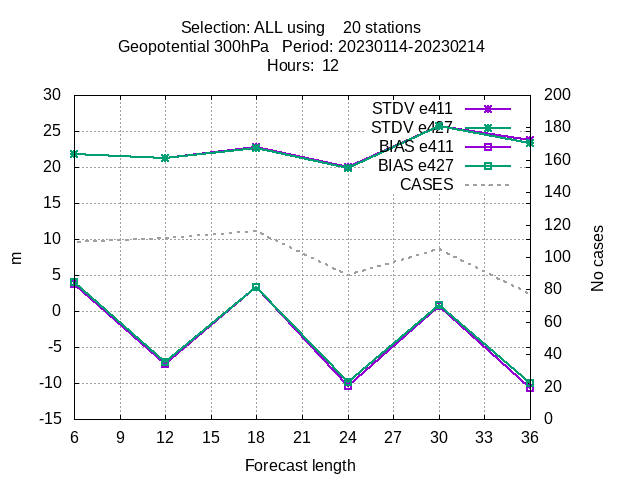 Selection: ALL using    20 stations
Geopotential 300hPa   Period: 20230114-20230214
Hours:  12
30
25
20
15
10
5
0
-5
-10
-15
m
200
180
160
140
120
100
80
60
40
20
0
No cases
STDV e411
STDV e427
BIAS e411
BIAS e427
CASES
6 9 12 15 18 21 24 27 30 33 36
Forecast length